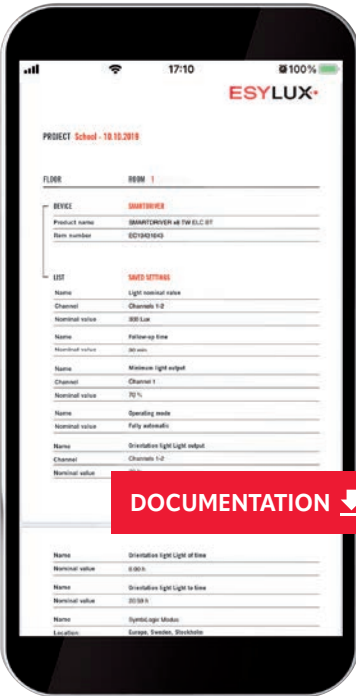 17:10
100%
ESYLUX
PROJECT School - 10.10.2019
FLOOR ROOM 1
DEVICE SMARTDRIVER
Product name SMARTDRIVER x8 TW ELC BT
Item number
LIST SAVED SETTINGS
Name Light nominal value
Channel Channels 1-2
Nominal value 300 Lux
Name Follow-up time
Nominal value
Name Minimum light output
Channel Channel 1
Nominal value 70 %
Name Operating mode
Nominal value Fully automatic
Name Orientation light Light output
Channel Channels 1-2
Nominal value
DOCUMENTATION
Name Orientation light Light of time
Nominal value
Name Orientation light Light to time
Nominal value
Name SymbiLogic Modus
Location Europe, Sweden, Stockholm